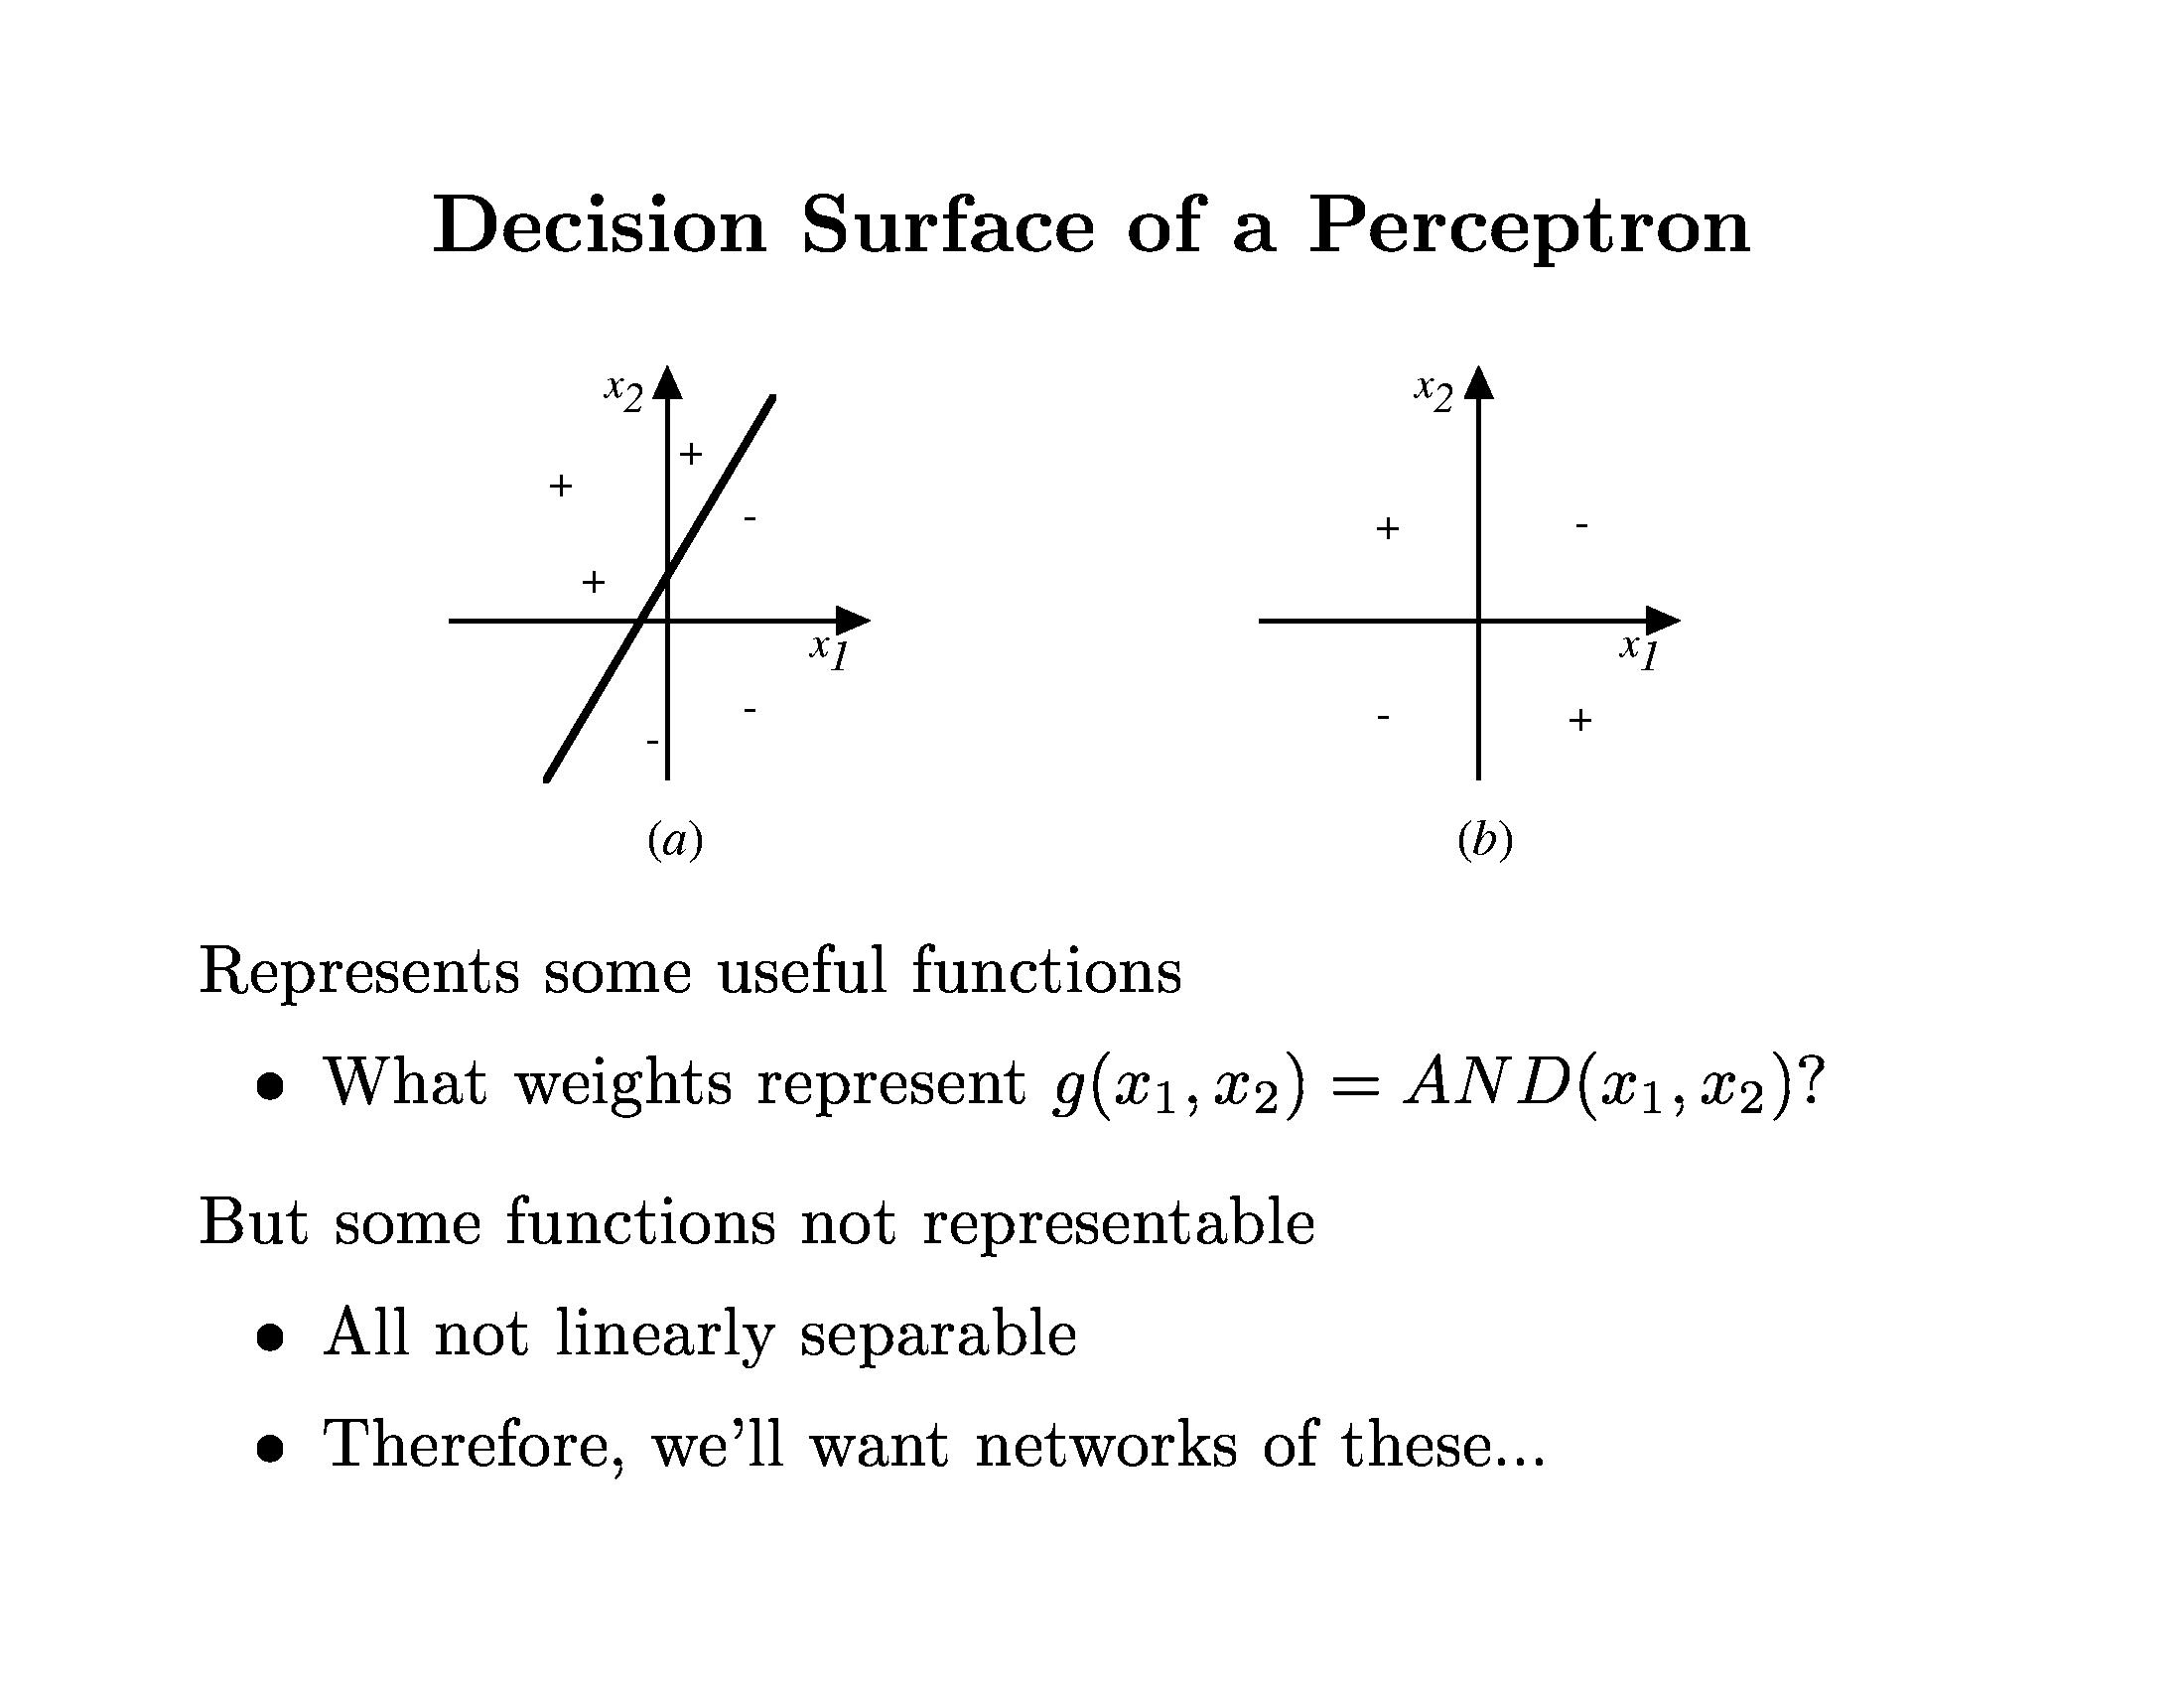 Decision Surface of a Perceptron
x2 x2
+
+
+ -
+ -
+
x1 x1
- - +
-
(a) (b)
Represents some useful functions
• What weights represent g(x1, x2) = AND(x1, x2)?
But some functions not representable
• All not linearly separable
• Therefore, we'll want networks of these...